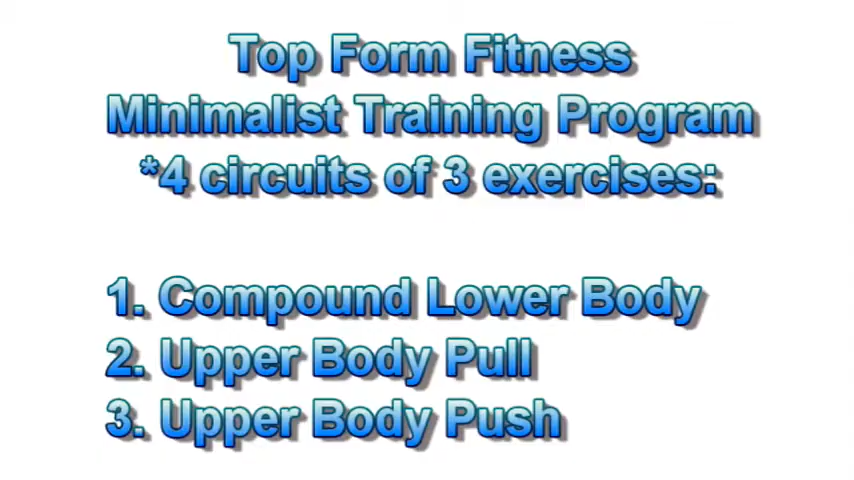 Top Form Fitness
Minimalist Training Program
*4 circuits of 3 exercises:
1. Compound Lower Body
2. Upper Body Pull
3. Upper Body Push